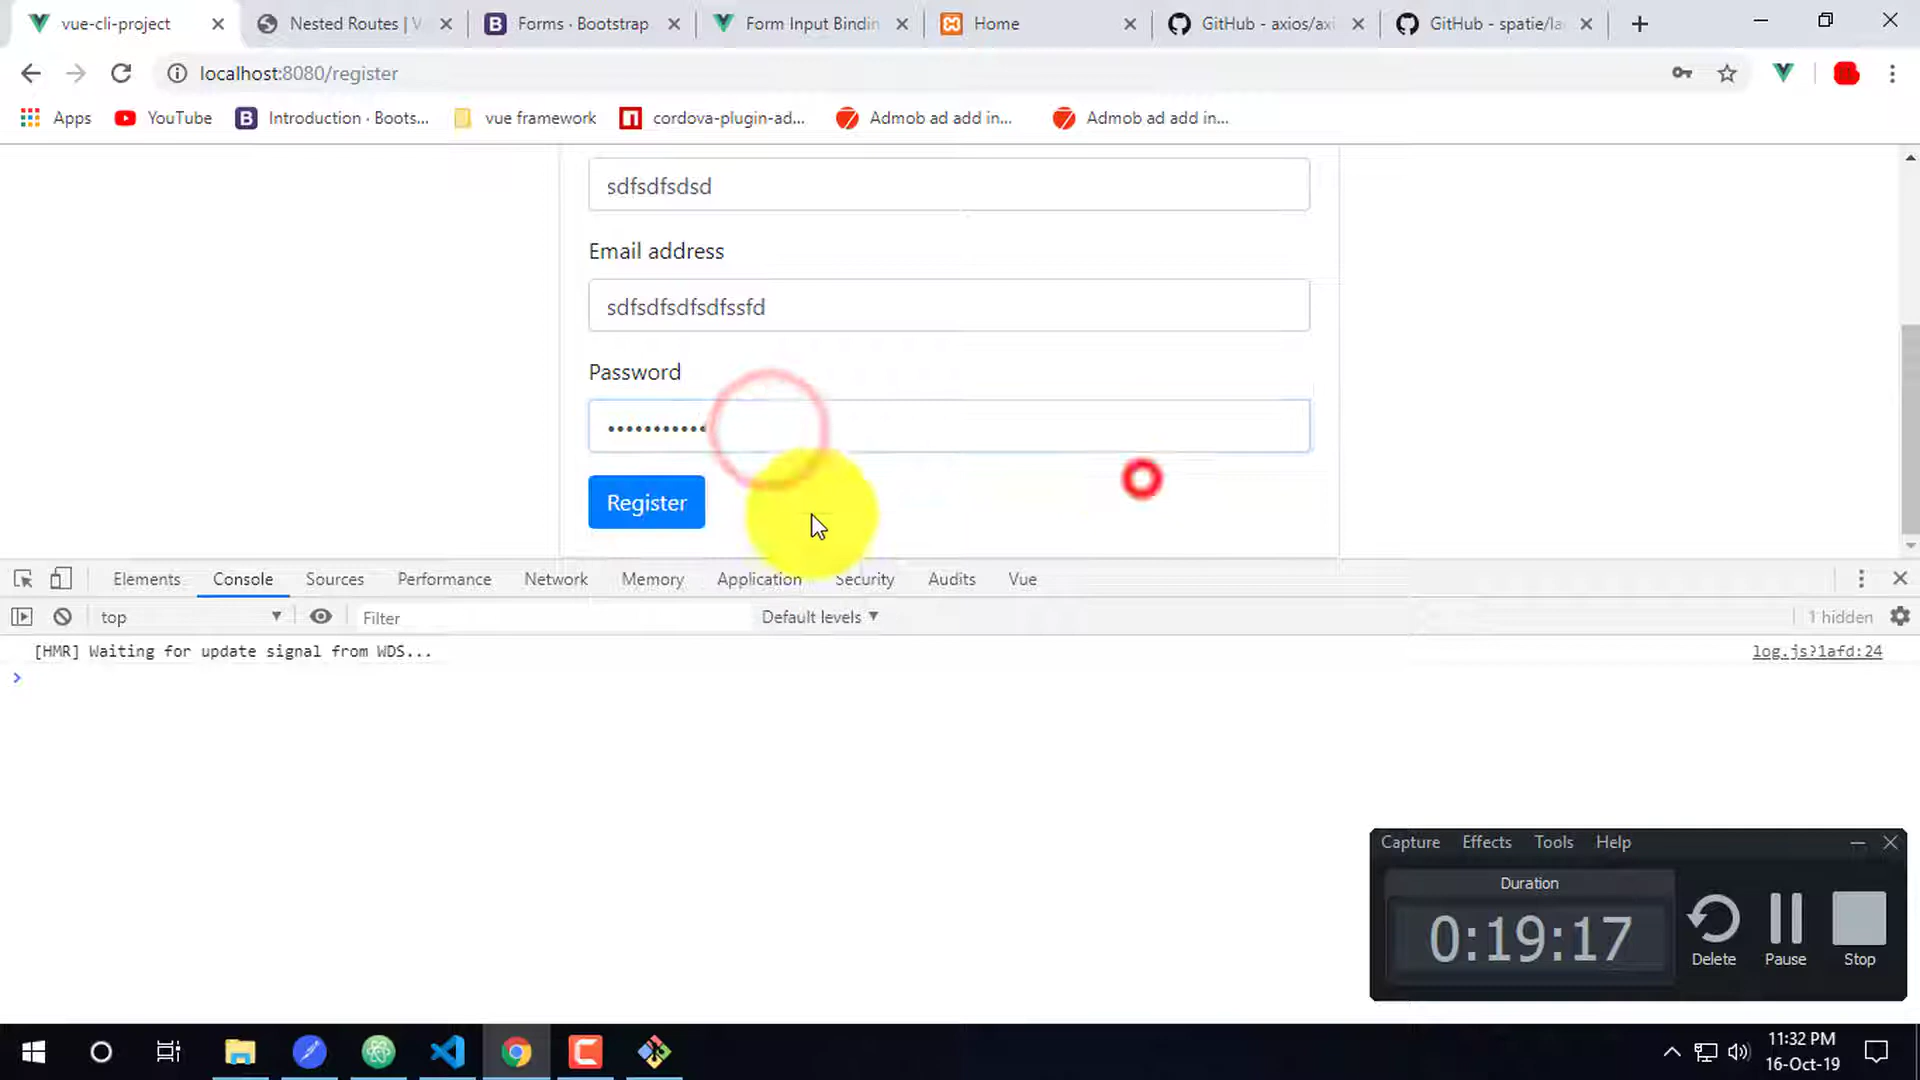 vue-cli-project
Nested Routes | V
Forms · Bootstrap
Form Input Bindin
Home
GitHub - axios/axi
GitHub - spatie/la
localhost:8080/register
Apps
YouTube
Introduction · Boots...
vue framework
cordova-plugin-ad...
Admob ad add in...
Admob ad add in...
sdfsdfsdsd
Email address
sdfsdfsdfsdfssfd
Password
•••••••••••
Register
Elements
Console
Sources
Performance
Network
Memory
Application
Security
Audits
Vue
top
Filter
Default levels ▼
1 hidden
[HMR] Waiting for update signal from WDS...
log.js?1afd:24
>
Capture
Effects
Tools
Help
Duration
0:19:17
Delete
Pause
Stop
11:32 PM
16-Oct-19